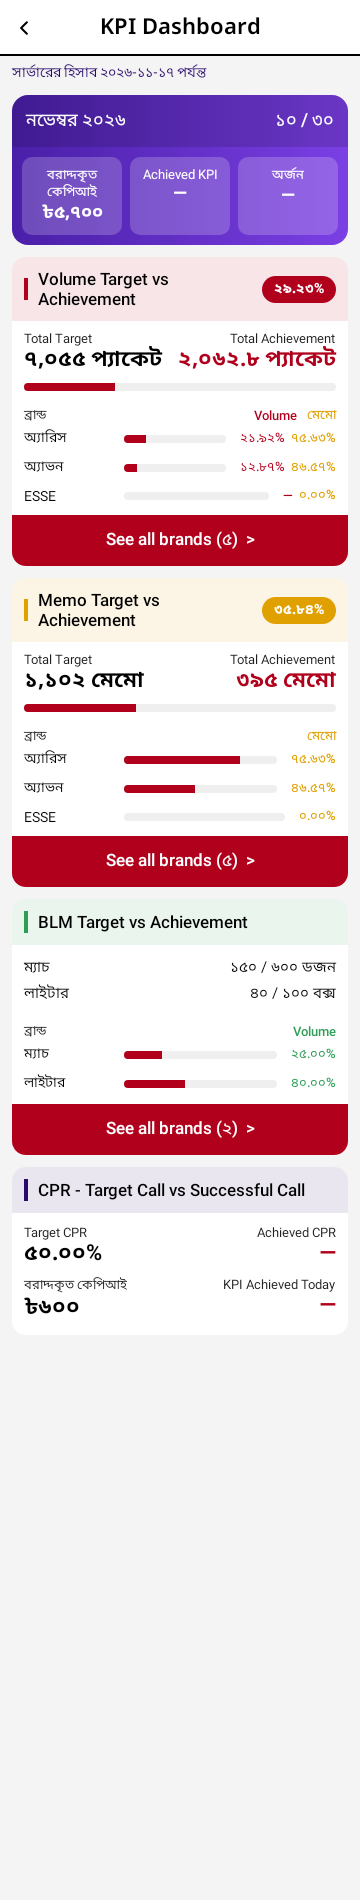 KPI Dashboard
সার্ভারের হিসাব ২০২৬-১১-১৭ পর্যন্ত
নভেম্বর ২০২৬ ১০ / ৩০
বরাদ্দকৃত কেপিআই
৳৫,৭০০
Achieved KPI
—
অর্জন
—
Volume Target vs Achievement
২৯.২৩%
Total Target Total Achievement
৭,০৫৫ প্যাকেট ২,০৬২.৮ প্যাকেট
ব্রান্ড Volume মেমো
অ্যারিস ২১.৯২% ৭৫.৬৩%
অ্যাভন ১২.৮৭% ৪৬.৫৭%
ESSE — ০.০০%
See all brands (৫) >
Memo Target vs Achievement
৩৫.৮৪%
Total Target Total Achievement
১,১০২ মেমো ৩৯৫ মেমো
ব্রান্ড মেমো
অ্যারিস ৭৫.৬৩%
অ্যাভন ৪৬.৫৭%
ESSE ০.০০%
See all brands (৫) >
BLM Target vs Achievement
ম্যাচ ১৫০ / ৬০০ ডজন
লাইটার ৪০ / ১০০ বক্স
ব্রান্ড Volume
ম্যাচ ২৫.০০%
লাইটার ৪০.০০%
See all brands (২) >
CPR - Target Call vs Successful Call
Target CPR Achieved CPR
৫০.০০% —
বরাদ্দকৃত কেপিআই KPI Achieved Today
৳৬০০ —